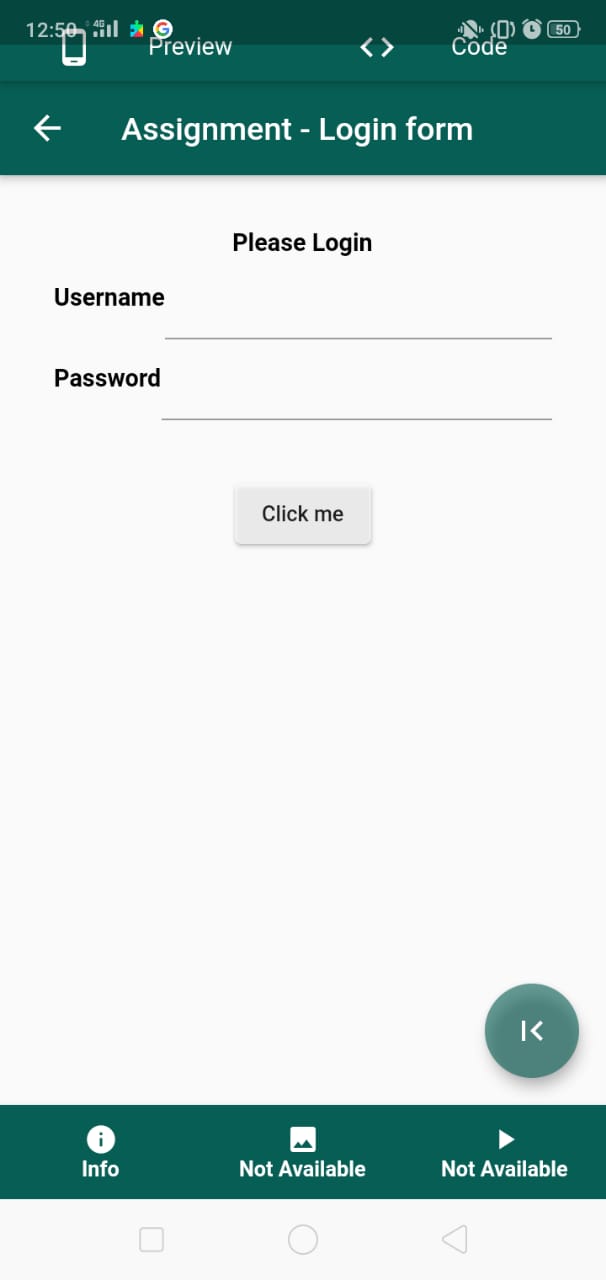 12:50 4G 50
Preview Code
Assignment - Login form
Please Login
Username
Password
Click me
Info Not Available Not Available